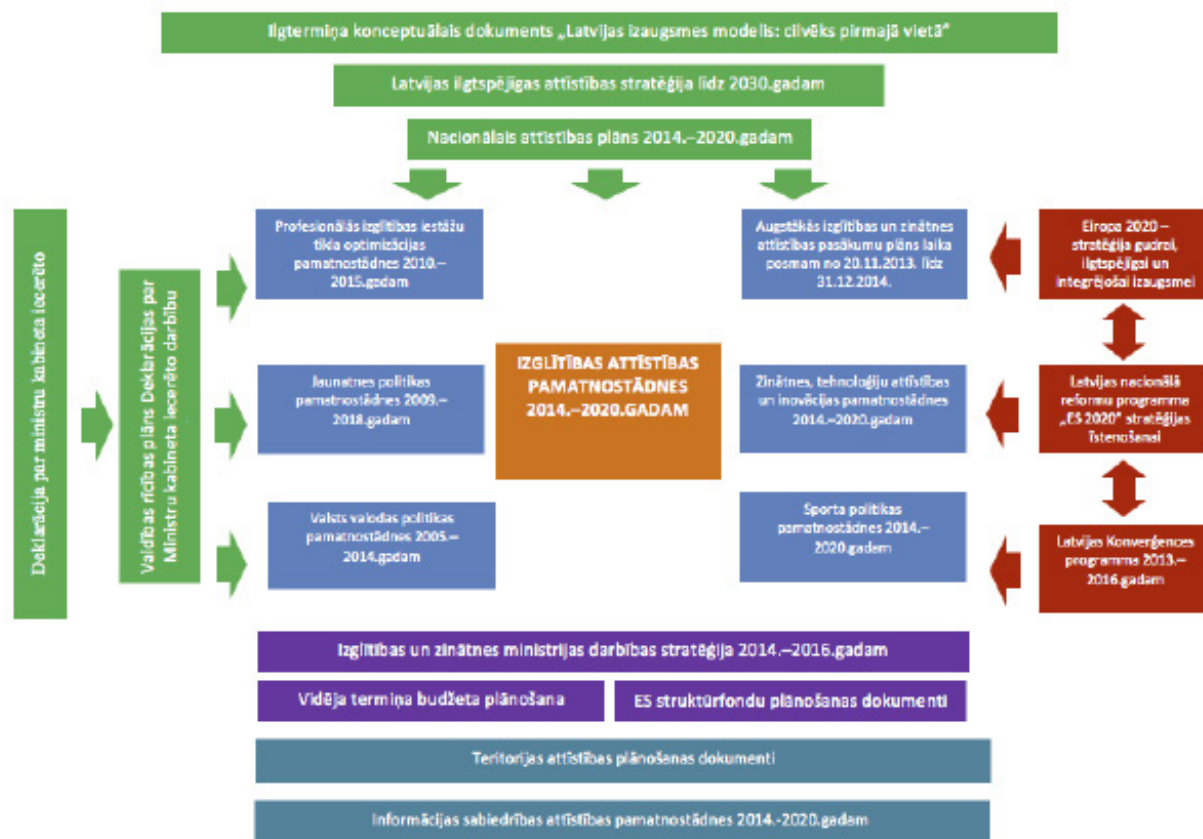 Ilgtermiņa konceptuālais dokuments „Latvijas izaugsmes modelis: cilvēks pirmajā vietā”
Latvijas ilgtspējīgas attīstības stratēģija līdz 2030.gadam
Nacionālais attīstības plāns 2014.–2020.gadam
Deklarācija par ministru kabineta iecerēto
Valdības rīcības plāns Deklarācijas par
Ministru kabineta iecerēto darbību
Profesionālās izglītības iestāžu
tīkla optimizācijas
pamatnostādnes 2010.–
2015.gadam
Augstākās izglītības un zinātnes
attīstības pasākumu plāns laika
posmam no 20.11.2013. līdz
31.12.2014.
Eiropa 2020 –
stratēģija gudrai,
ilgtspējīgai un
integrējošai izaugsmei
Jaunatnes politikas
pamatnostādnes 2009.–
2018.gadam
IZGLĪTĪBAS ATTĪSTĪBAS
PAMATNOSTĀDNES
2014.–2020.GADAM
Zinātnes, tehnoloģiju attīstības
un inovācijas pamatnostādnes
2014.–2020.gadam
Latvijas nacionālā
reformu programma
„ES 2020” stratēģijas
īstenošanai
Valsts valodas politikas
pamatnostādnes 2005.–
2014.gadam
Sporta politikas
pamatnostādnes 2014.–
2020.gadam
Latvijas Konverģences
programma 2013.–
2016.gadam
Izglītības un zinātnes ministrijas darbības stratēģija 2014.–2016.gadam
Vidēja termiņa budžeta plānošana
ES struktūrfondu plānošanas dokumenti
Teritorijas attīstības plānošanas dokumenti
Informācijas sabiedrības attīstības pamatnostādnes 2014.-2020.gadam